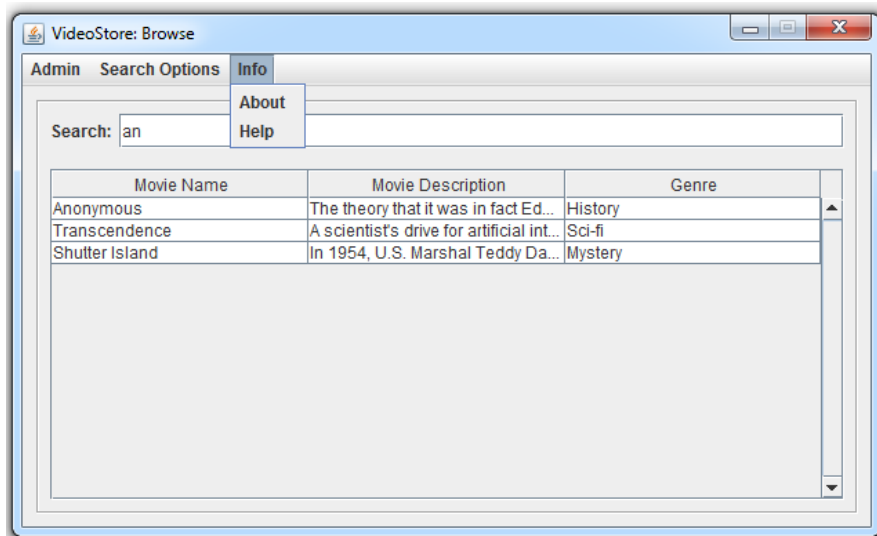 VideoStore: Browse
Admin Search Options Info
About
Help
Search: an
Movie Name Movie Description Genre
Anonymous The theory that it was in fact Ed... History
Transcendence A scientist's drive for artificial int... Sci-fi
Shutter Island In 1954, U.S. Marshal Teddy Da... Mystery